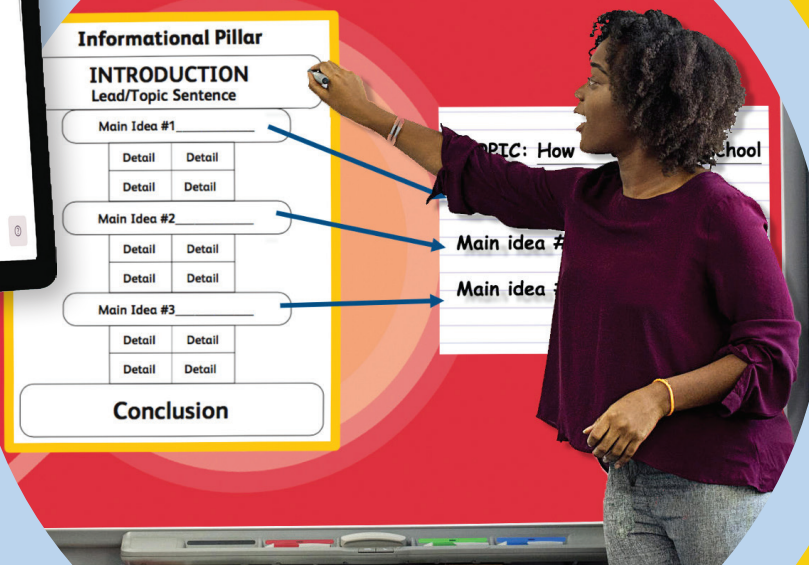 Informational Pillar
INTRODUCTION
Lead/Topic Sentence
Main Idea #1
Detail Detail
Detail Detail
Main Idea #2
Detail Detail
Detail Detail
Main Idea #3
Detail Detail
Detail Detail
Conclusion
How
Main idea #
Main idea